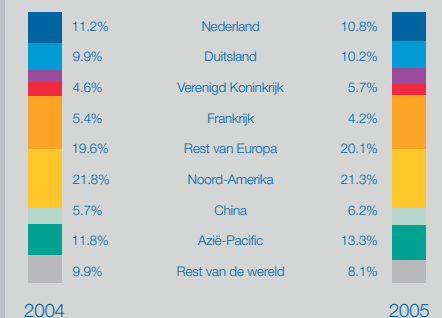 11.2% Nederland 10.8%
9.9% Duitsland 10.2%
4.6% Verenigd Koninkrijk 5.7%
5.4% Frankrijk 4.2%
19.6% Rest van Europa 20.1%
21.8% Noord-Amerika 21.3%
5.7% China 6.2%
11.8% Azië-Pacific 13.3%
9.9% Rest van de wereld 8.1%
2004 2005